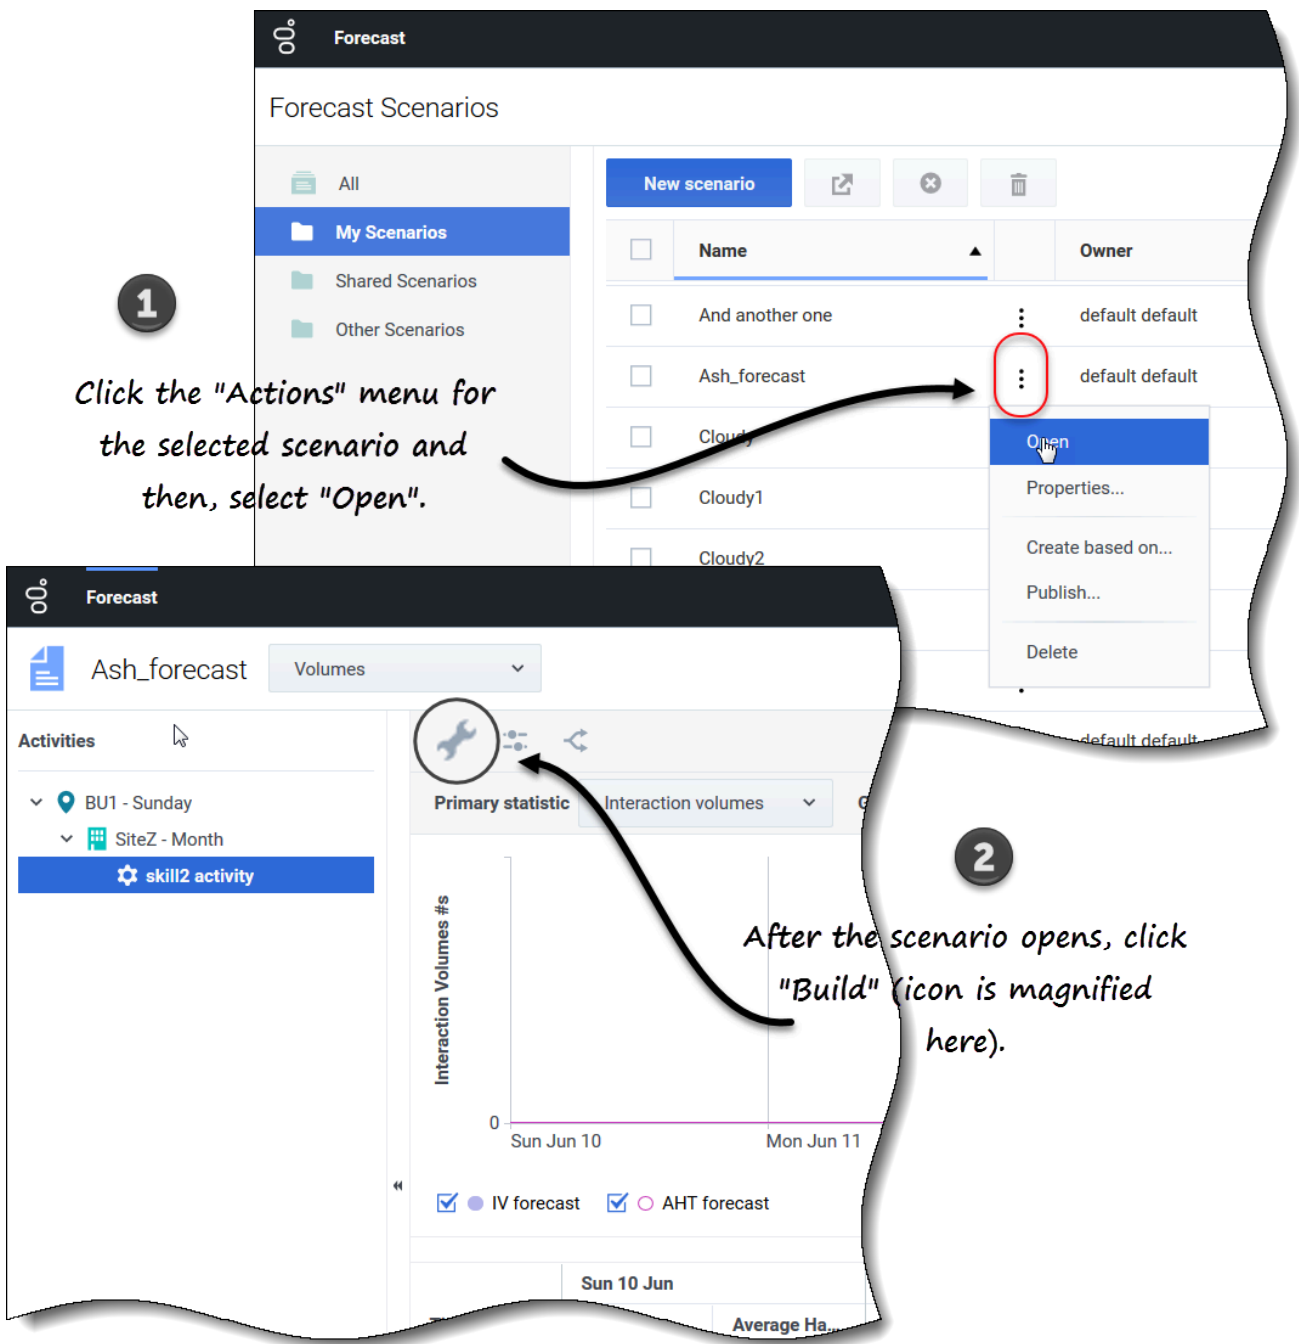 Forecast
Forecast Scenarios
All
My Scenarios
Shared Scenarios
Other Scenarios
New scenario
Name
Owner
And another one
default default
Ash_forecast
default default
Cloudy
Cloudy1
Cloudy2
default default
Open
Properties...
Create based on...
Publish...
Delete
1
Click the "Actions" menu for
the selected scenario and
then, select "Open".
Forecast
Ash_forecast
Volumes
Activities
BU1 - Sunday
SiteZ - Month
skill2 activity
Primary statistic
Interaction volumes
G
Interaction Volumes #s
0
Sun Jun 10
Mon Jun 11
IV forecast
AHT forecast
Sun 10 Jun
Average Ha...
2
After the scenario opens, click
"Build" (icon is magnified
here).